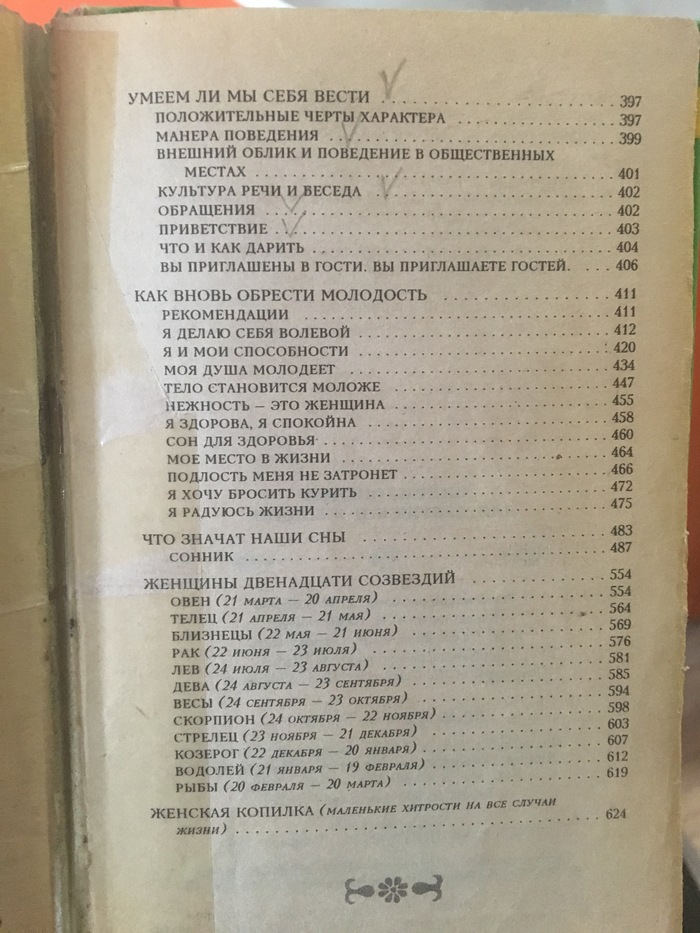 УМЕЕМ ЛИ МЫ СЕБЯ ВЕСТИ . . . . . . . . . . . . . . . . . . . . 397
ПОЛОЖИТЕЛЬНЫЕ ЧЕРТЫ ХАРАКТЕРА . . . . . . . . . . . . . . 397
МАНЕРА ПОВЕДЕНИЯ . . . . . . . . . . . . . . . . . . . . . . . . 399
ВНЕШНИЙ ОБЛИК И ПОВЕДЕНИЕ В ОБЩЕСТВЕННЫХ
МЕСТАХ . . . . . . . . . . . . . . . . . . . . . . . . . . . . . . 401
КУЛЬТУРА РЕЧИ И БЕСЕДА . . . . . . . . . . . . . . . . . . . . 402
ОБРАЩЕНИЯ . . . . . . . . . . . . . . . . . . . . . . . . . . . . 402
ПРИВЕТСТВИЕ . . . . . . . . . . . . . . . . . . . . . . . . . . . 403
ЧТО И КАК ДАРИТЬ . . . . . . . . . . . . . . . . . . . . . . . . 404
ВЫ ПРИГЛАШЕНЫ В ГОСТИ. ВЫ ПРИГЛАШАЕТЕ ГОСТЕЙ. . . . 406
КАК ВНОВЬ ОБРЕСТИ МОЛОДОСТЬ . . . . . . . . . . . . . . . 411
РЕКОМЕНДАЦИИ . . . . . . . . . . . . . . . . . . . . . . . . . 411
Я ДЕЛАЮ СЕБЯ ВОЛЕВОЙ . . . . . . . . . . . . . . . . . . . . 412
Я И МОИ СПОСОБНОСТИ . . . . . . . . . . . . . . . . . . . . . 420
МОЯ ДУША МОЛОДЕЕТ . . . . . . . . . . . . . . . . . . . . . . 434
ТЕЛО СТАНОВИТСЯ МОЛОЖЕ . . . . . . . . . . . . . . . . . . 447
НЕЖНОСТЬ – ЭТО ЖЕНЩИНА . . . . . . . . . . . . . . . . . . 455
Я ЗДОРОВА, Я СПОКОЙНА . . . . . . . . . . . . . . . . . . . . 458
СОН ДЛЯ ЗДОРОВЬЯ . . . . . . . . . . . . . . . . . . . . . . . 460
МОЕ МЕСТО В ЖИЗНИ . . . . . . . . . . . . . . . . . . . . . . 464
ПОДЛОСТЬ МЕНЯ НЕ ЗАТРОНЕТ . . . . . . . . . . . . . . . . 466
Я ХОЧУ БРОСИТЬ КУРИТЬ . . . . . . . . . . . . . . . . . . . . 472
Я РАДУЮСЬ ЖИЗНИ . . . . . . . . . . . . . . . . . . . . . . . 475
ЧТО ЗНАЧАТ НАШИ СНЫ . . . . . . . . . . . . . . . . . . . . 483
СОННИК . . . . . . . . . . . . . . . . . . . . . . . . . . . . . 487
ЖЕНЩИНЫ ДВЕНАДЦАТИ СОЗВЕЗДИЙ . . . . . . . . . . . . 554
ОВЕН (21 МАРТА — 20 АПРЕЛЯ) . . . . . . . . . . . . . . . . 554
ТЕЛЕЦ (21 АПРЕЛЯ — 21 МАЯ) . . . . . . . . . . . . . . . . . 564
БЛИЗНЕЦЫ (22 МАЯ — 21 ИЮНЯ) . . . . . . . . . . . . . . . 569
РАК (22 ИЮНЯ — 23 ИЮЛЯ) . . . . . . . . . . . . . . . . . . 576
ЛЕВ (24 ИЮЛЯ — 23 АВГУСТА) . . . . . . . . . . . . . . . . . 581
ДЕВА (24 АВГУСТА — 23 СЕНТЯБРЯ) . . . . . . . . . . . . . . 585
ВЕСЫ (24 СЕНТЯБРЯ — 23 ОКТЯБРЯ) . . . . . . . . . . . . . 594
СКОРПИОН (24 ОКТЯБРЯ — 22 НОЯБРЯ) . . . . . . . . . . . . 598
СТРЕЛЕЦ (23 НОЯБРЯ — 21 ДЕКАБРЯ) . . . . . . . . . . . . . 603
КОЗЕРОГ (22 ДЕКАБРЯ — 20 ЯНВАРЯ) . . . . . . . . . . . . . 607
ВОДОЛЕЙ (21 ЯНВАРЯ — 19 ФЕВРАЛЯ) . . . . . . . . . . . . . 612
РЫБЫ (20 ФЕВРАЛЯ — 20 МАРТА) . . . . . . . . . . . . . . . 619
ЖЕНСКАЯ КОПИЛКА (МАЛЕНЬКИЕ ХИТРОСТИ НА ВСЕ СЛУЧАИ
ЖИЗНИ) . . . . . . . . . . . . . . . . . . . . . . . . . . . . . 624